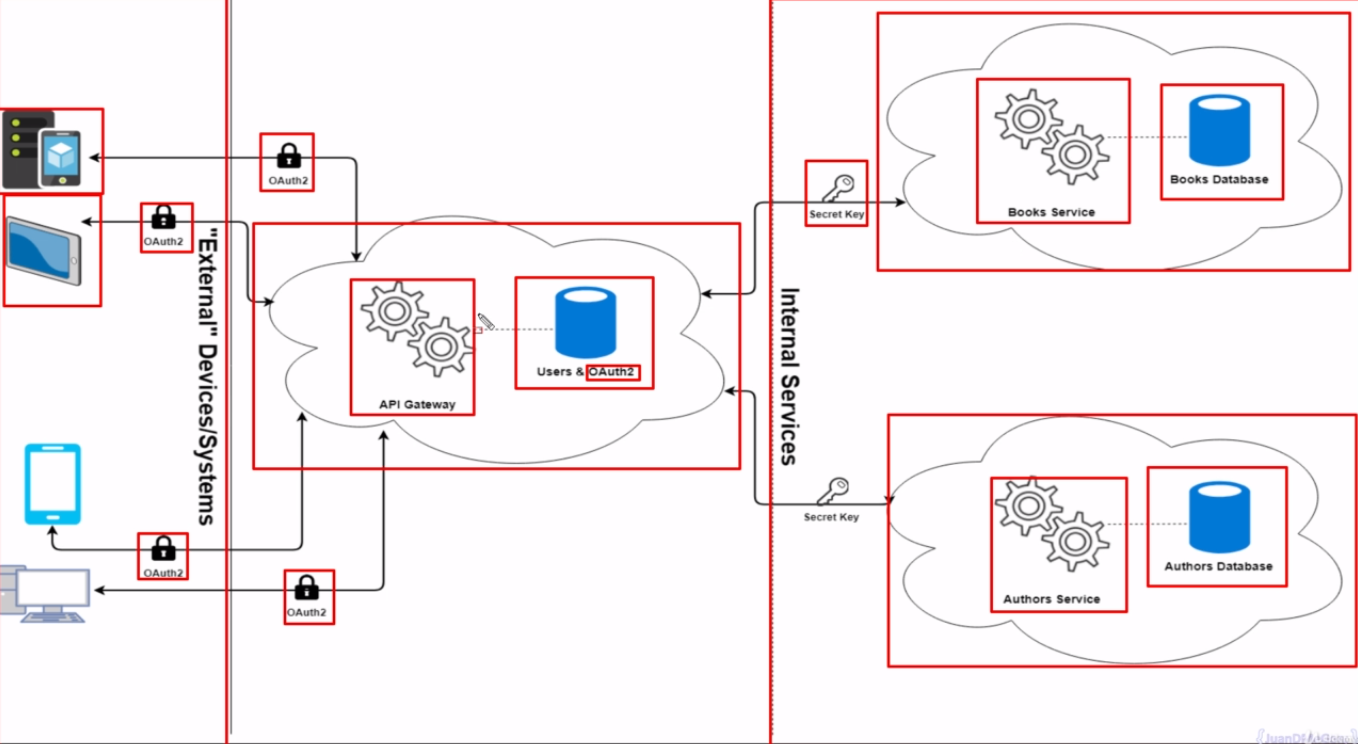 OAuth2
OAuth2
"External" Devices/Systems
OAuth2
OAuth2
API Gateway
Users & OAuth2
Internal Services
Secret Key
Books Service
Books Database
Secret Key
Authors Service
Authors Database